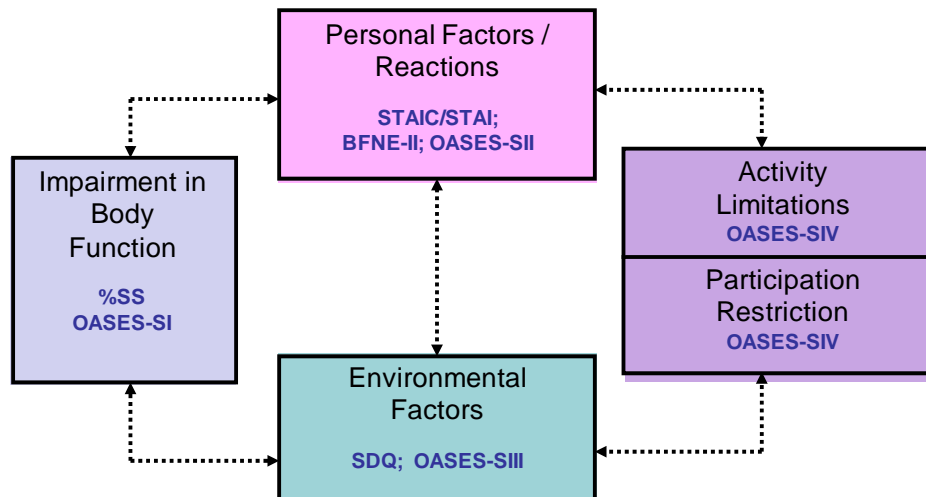 Personal Factors /
Reactions
STAIC/STAI;
BFNE-II; OASES-SII
Impairment in
Body
Function
%SS
OASES-SI
Activity
Limitations
OASES-SIV
Participation
Restriction
OASES-SIV
Environmental
Factors
SDQ; OASES-SIII